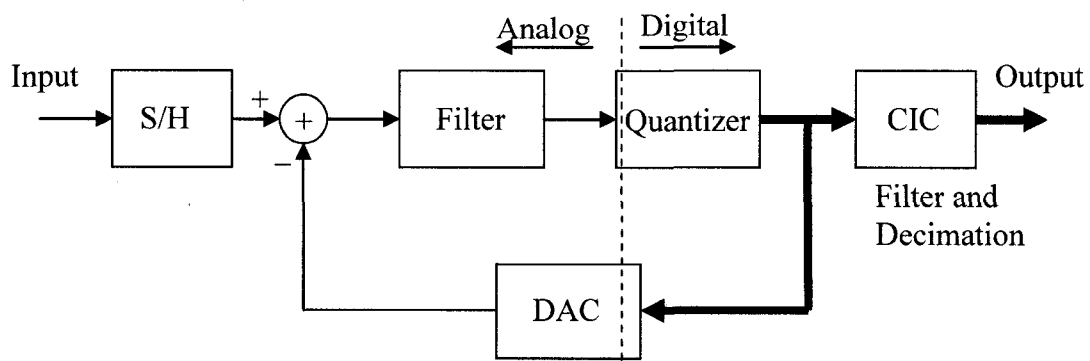 Analog
Digital
Input
Output
+
S/H
+
Filter
Quantizer
CIC
−
Filter and
Decimation
DAC